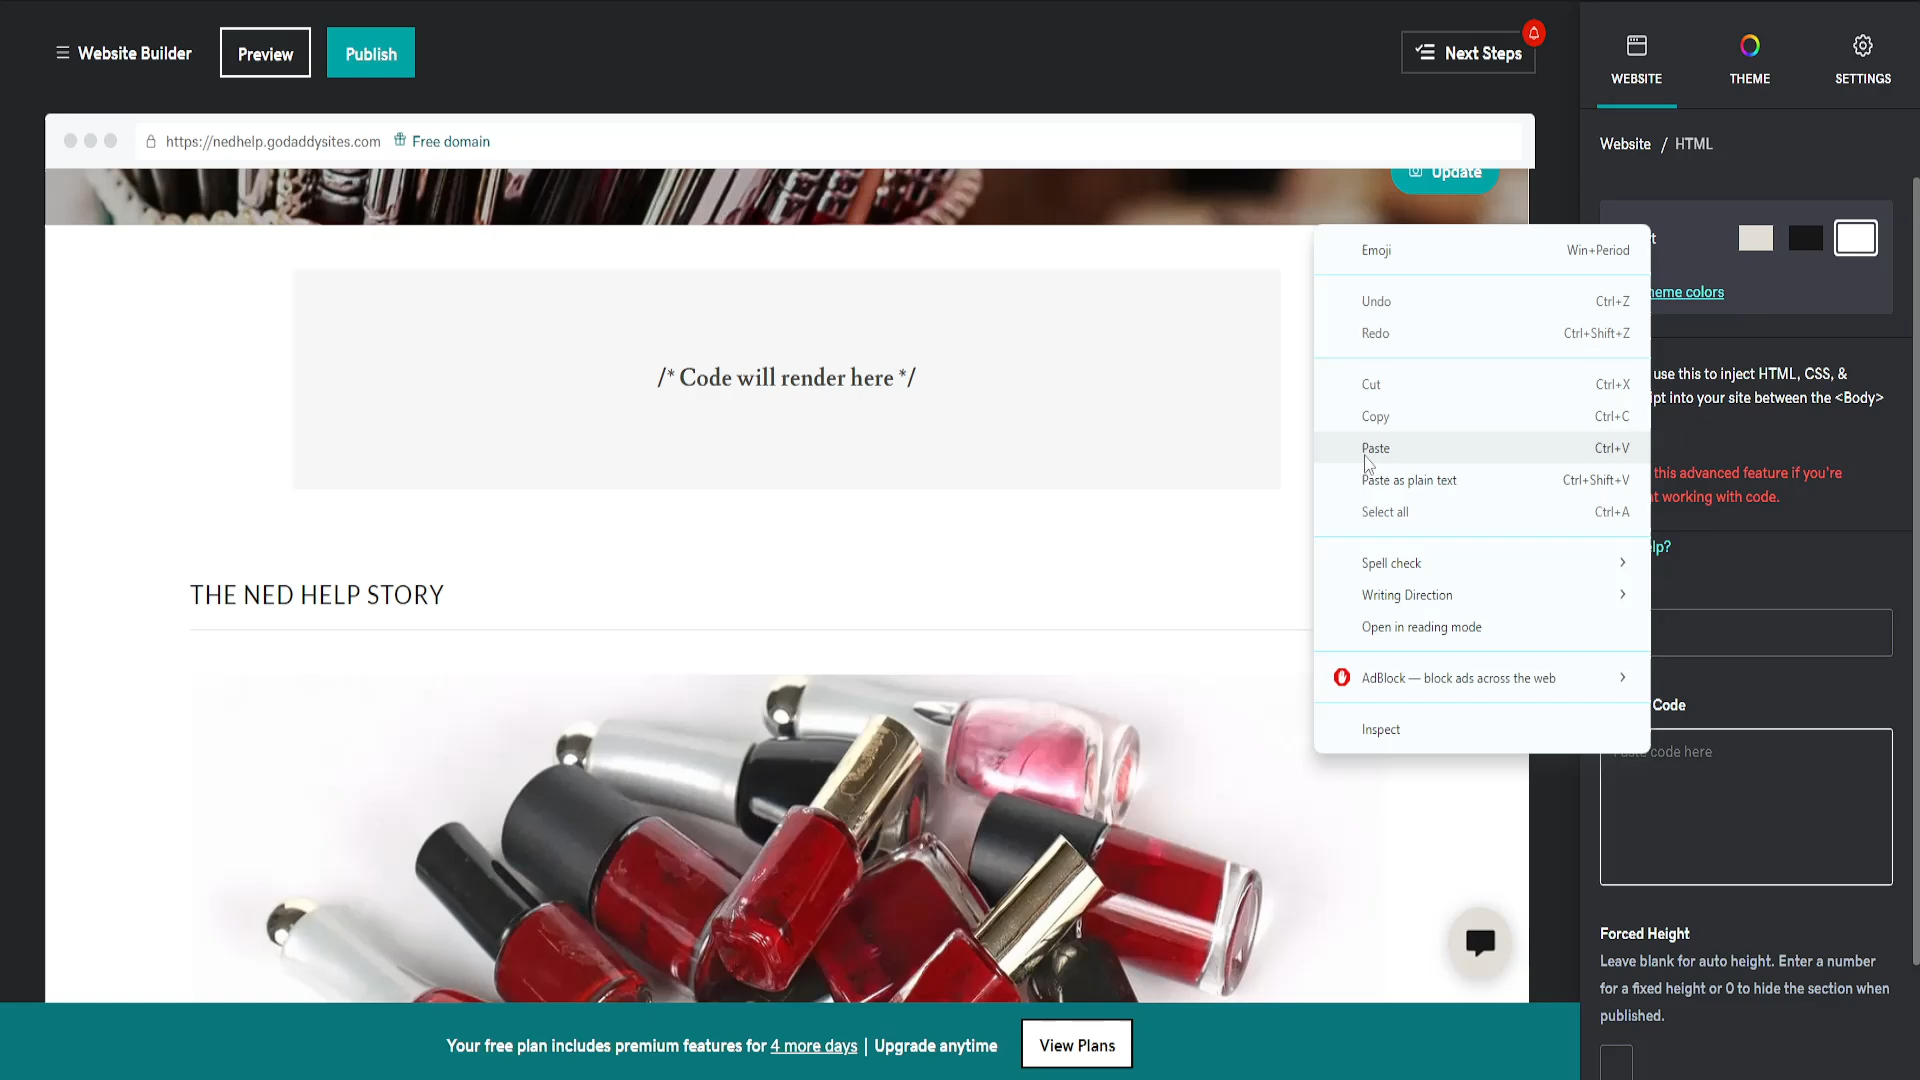 Website Builder
Preview
Publish
Next Steps
WEBSITE
THEME
SETTINGS
https://nedhelp.godaddysites.com
Free domain
Website / HTML
Update
/* Code will render here */
THE NED HELP STORY
Emoji Win+Period
Undo Ctrl+Z
Redo Ctrl+Shift+Z
Cut Ctrl+X
Copy Ctrl+C
Paste Ctrl+V
Paste as plain text Ctrl+Shift+V
Select all Ctrl+A
Spell check
Writing Direction
Open in reading mode
AdBlock — block ads across the web
Inspect
colors
use this to inject HTML, CSS, &
into your site between the <Body>
this advanced feature if you're
working with code.
Code
code here
Forced Height
Leave blank for auto height. Enter a number
for a fixed height or 0 to hide the section when
published.
Your free plan includes premium features for 4 more days | Upgrade anytime
View Plans